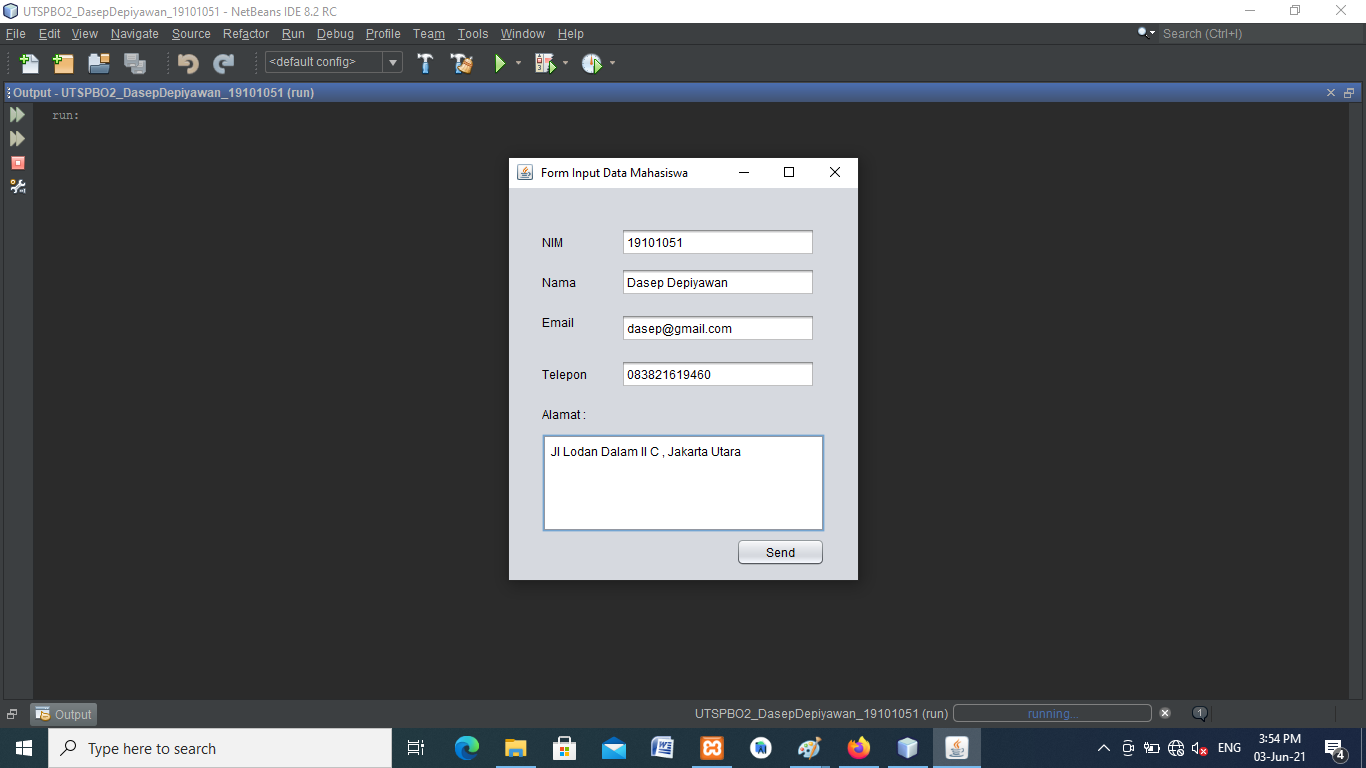 UTSPBO2_DasepDepiyawan_19101051 - NetBeans IDE 8.2 RC
File Edit View Navigate Source Refactor Run Debug Profile Team Tools Window Help
Search (Ctrl+I)
<default config>
Output - UTSPBO2_DasepDepiyawan_19101051 (run)
run:
Form Input Data Mahasiswa
NIM 19101051
Nama Dasep Depiyawan
Email dasep@gmail.com
Telepon 083821619460
Alamat :
Jl Lodan Dalam II C , Jakarta Utara
Send
Output
UTSPBO2_DasepDepiyawan_19101051 (run) running... 1
Type here to search
ENG
3:54 PM
03-Jun-21
4